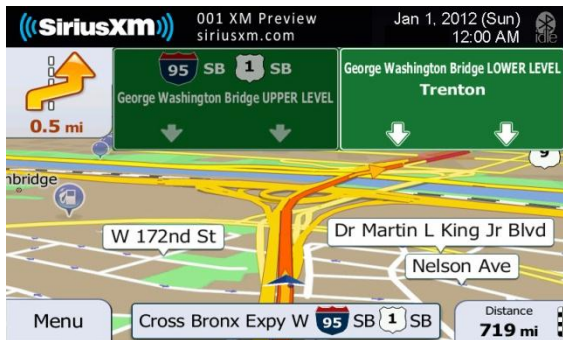 ((SiriusXM))
001 XM Preview
siriusxm.com
Jan 1, 2012 (Sun)
12:00 AM
idle
0.5 mi
95 SB 1 SB
George Washington Bridge UPPER LEVEL
George Washington Bridge LOWER LEVEL
Trenton
9
nbridge
W 172nd St
Dr Martin L King Jr Blvd
Nelson Ave
Menu
Cross Bronx Expy W 95 SB 1 SB
Distance
719 mi